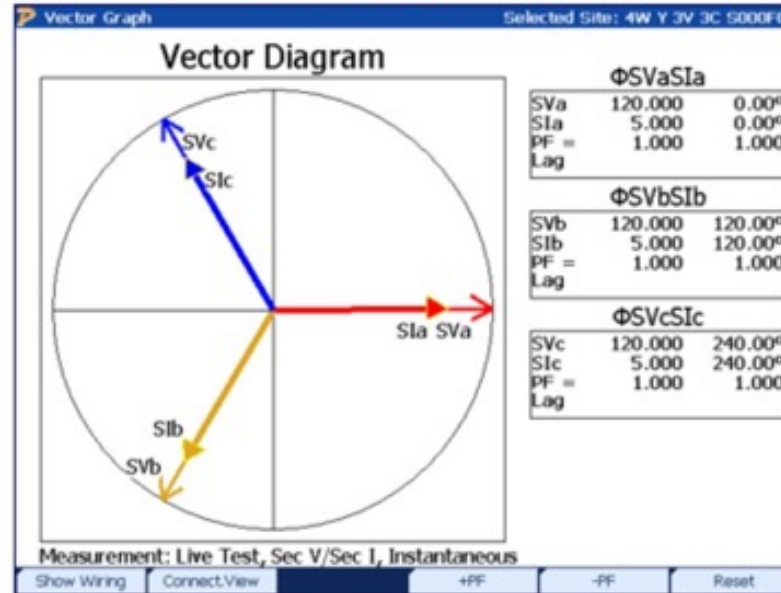 Vector Graph
Selected Site: 4W Y 3V 3C S000F
Vector Diagram
SVc
SIc
SIa SVa
SIb
SVb
ΦSVaSIa
SVa 120.000 0.00°
SIa 5.000 0.00°
PF = 1.000 1.000
Lag
ΦSVbSIb
SVb 120.000 120.00°
SIb 5.000 120.00°
PF = 1.000 1.000
Lag
ΦSVcSIc
SVc 120.000 240.00°
SIc 5.000 240.00°
PF = 1.000 1.000
Lag
Measurement: Live Test, Sec V/Sec I, Instantaneous
Show Wiring Connect.View +PF -PF Reset